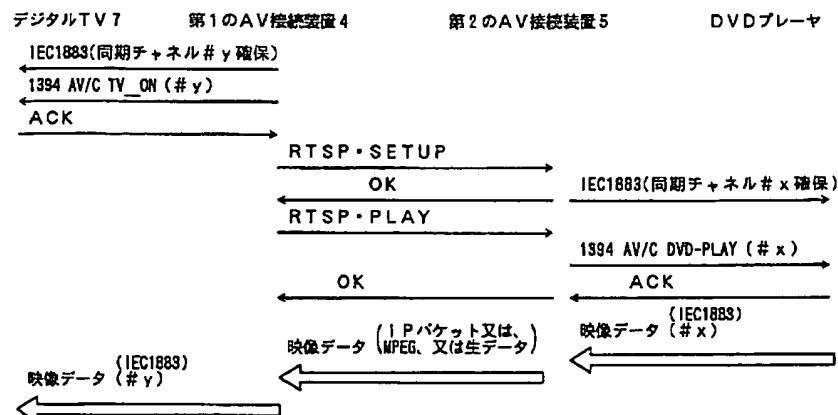 デジタルTV7 第1のAV接続装置4 第2のAV接続装置5 DVDプレーヤ
IEC1883(同期チャネル#y確保)
1394 AV/C TV_ON (#y)
ACK
RTSP・SETUP
OK IEC1883(同期チャネル#x確保)
RTSP・PLAY
1394 AV/C DVD-PLAY (#x)
OK ACK
映像データ (IPパケット又は、MPEG、又は生データ) 映像データ (IEC1883)(#x)
映像データ (IEC1883)(#y)